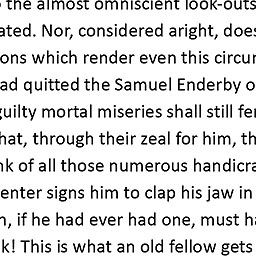 the almost omniscient look-outs
ated. Nor, considered aright, does
ons which render even this circu
ad quitted the Samuel Enderby o
guilty mortal miseries shall still fe
hat, through their zeal for him, th
nk of all those numerous handicra
enter signs him to clap his jaw in
n, if he had ever had one, must ha
k! This is what an old fellow gets